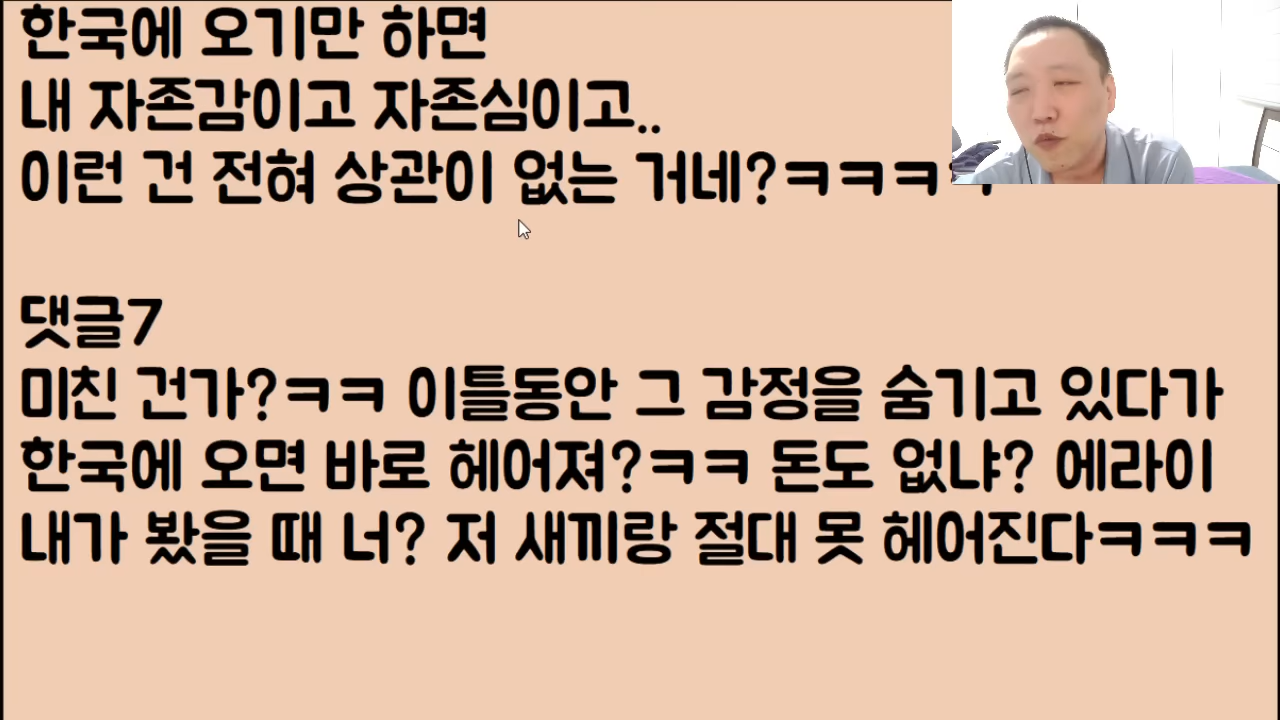 한국에 오기만 하면
내 자존감이고 자존심이고..
이런 건 전혀 상관이 없는 거네?ㅋㅋㅋㅋ
댓글7
미친 건가?ㅋㅋ 이틀동안 그 감정을 숨기고 있다가
한국에 오면 바로 헤어져?ㅋㅋ 돈도 없냐? 에라이
내가 봤을 때 너? 저 새끼랑 절대 못 헤어진다ㅋㅋㅋ